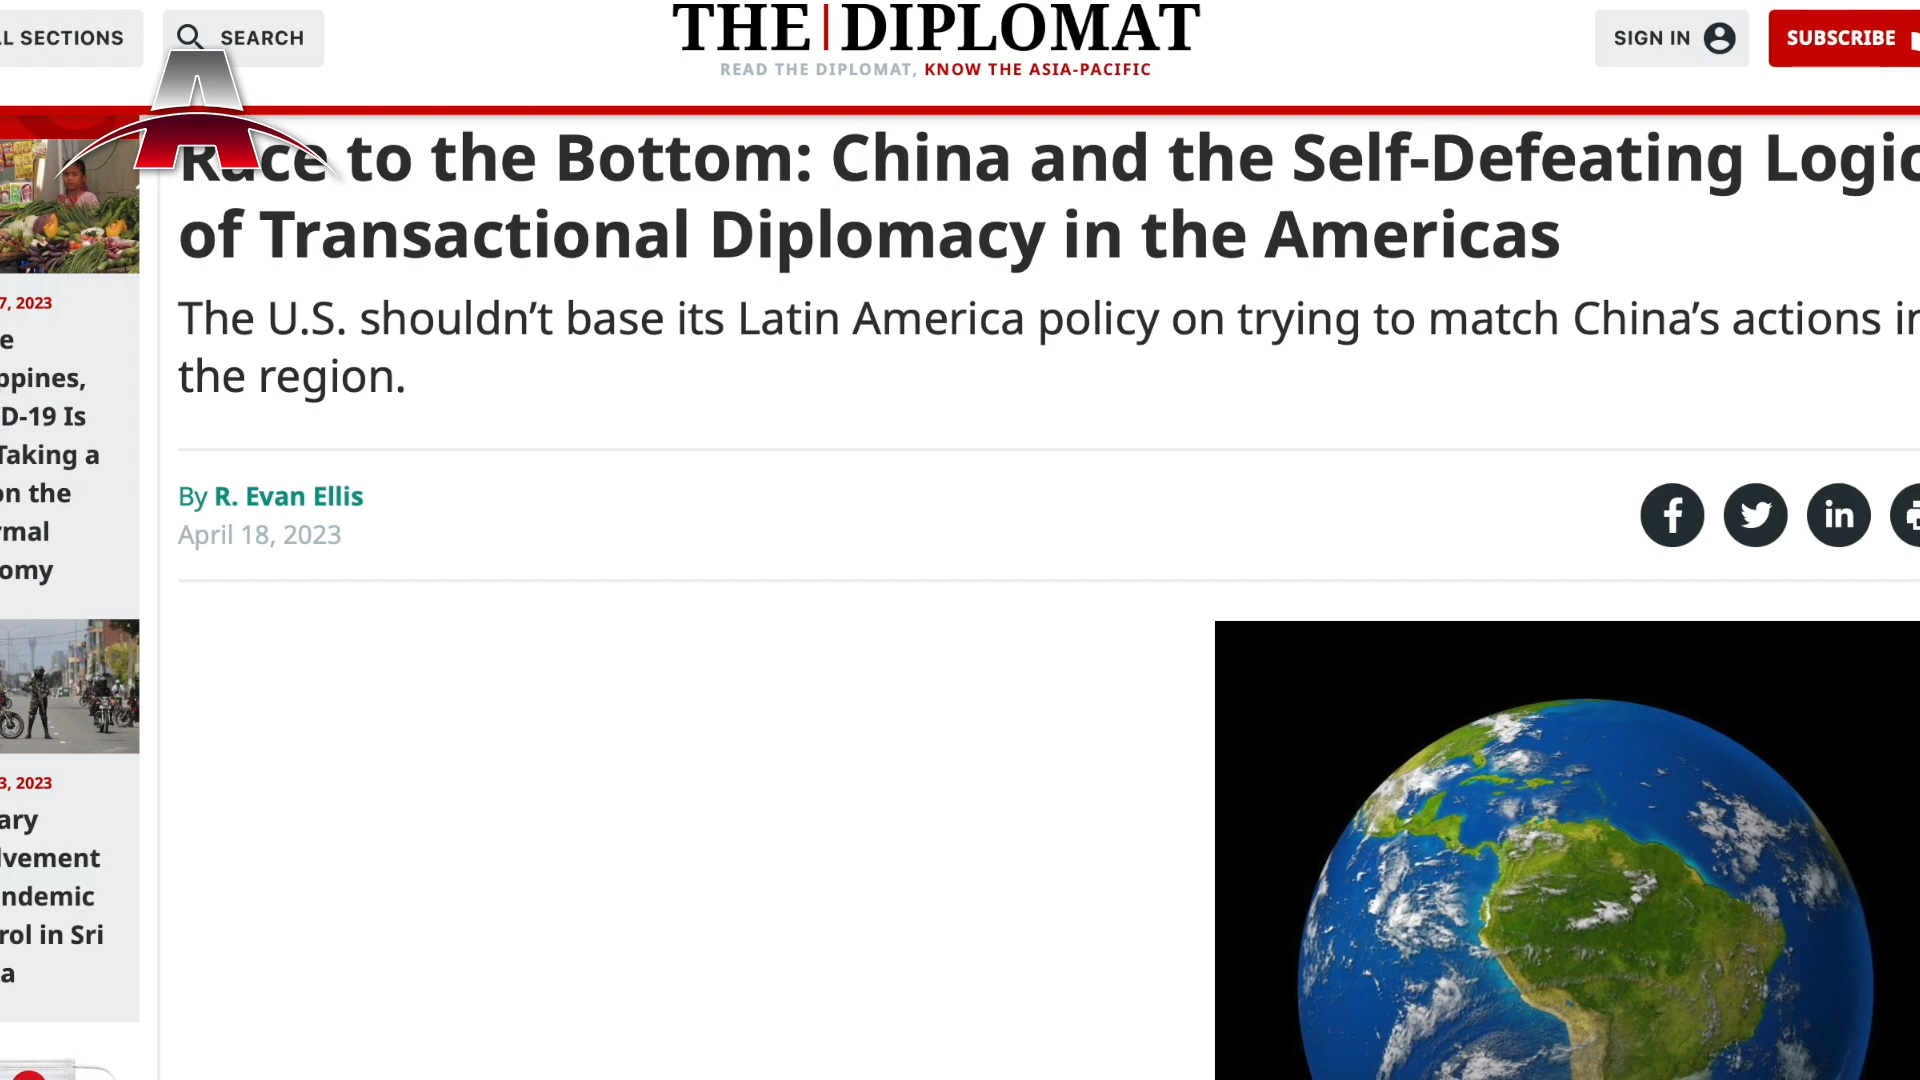 L SECTIONS
SEARCH
THE|DIPLOMAT
READ THE DIPLOMAT, KNOW THE ASIA-PACIFIC
SIGN IN
SUBSCRIBE
Race to the Bottom: China and the Self-Defeating Logic
of Transactional Diplomacy in the Americas
The U.S. shouldn’t base its Latin America policy on trying to match China’s actions in
the region.
By R. Evan Ellis
April 18, 2023
7, 2023
e
ppines,
D-19 Is
Taking a
on the
rmal
omy
3, 2023
ary
lvement
ndemic
rol in Sri
a